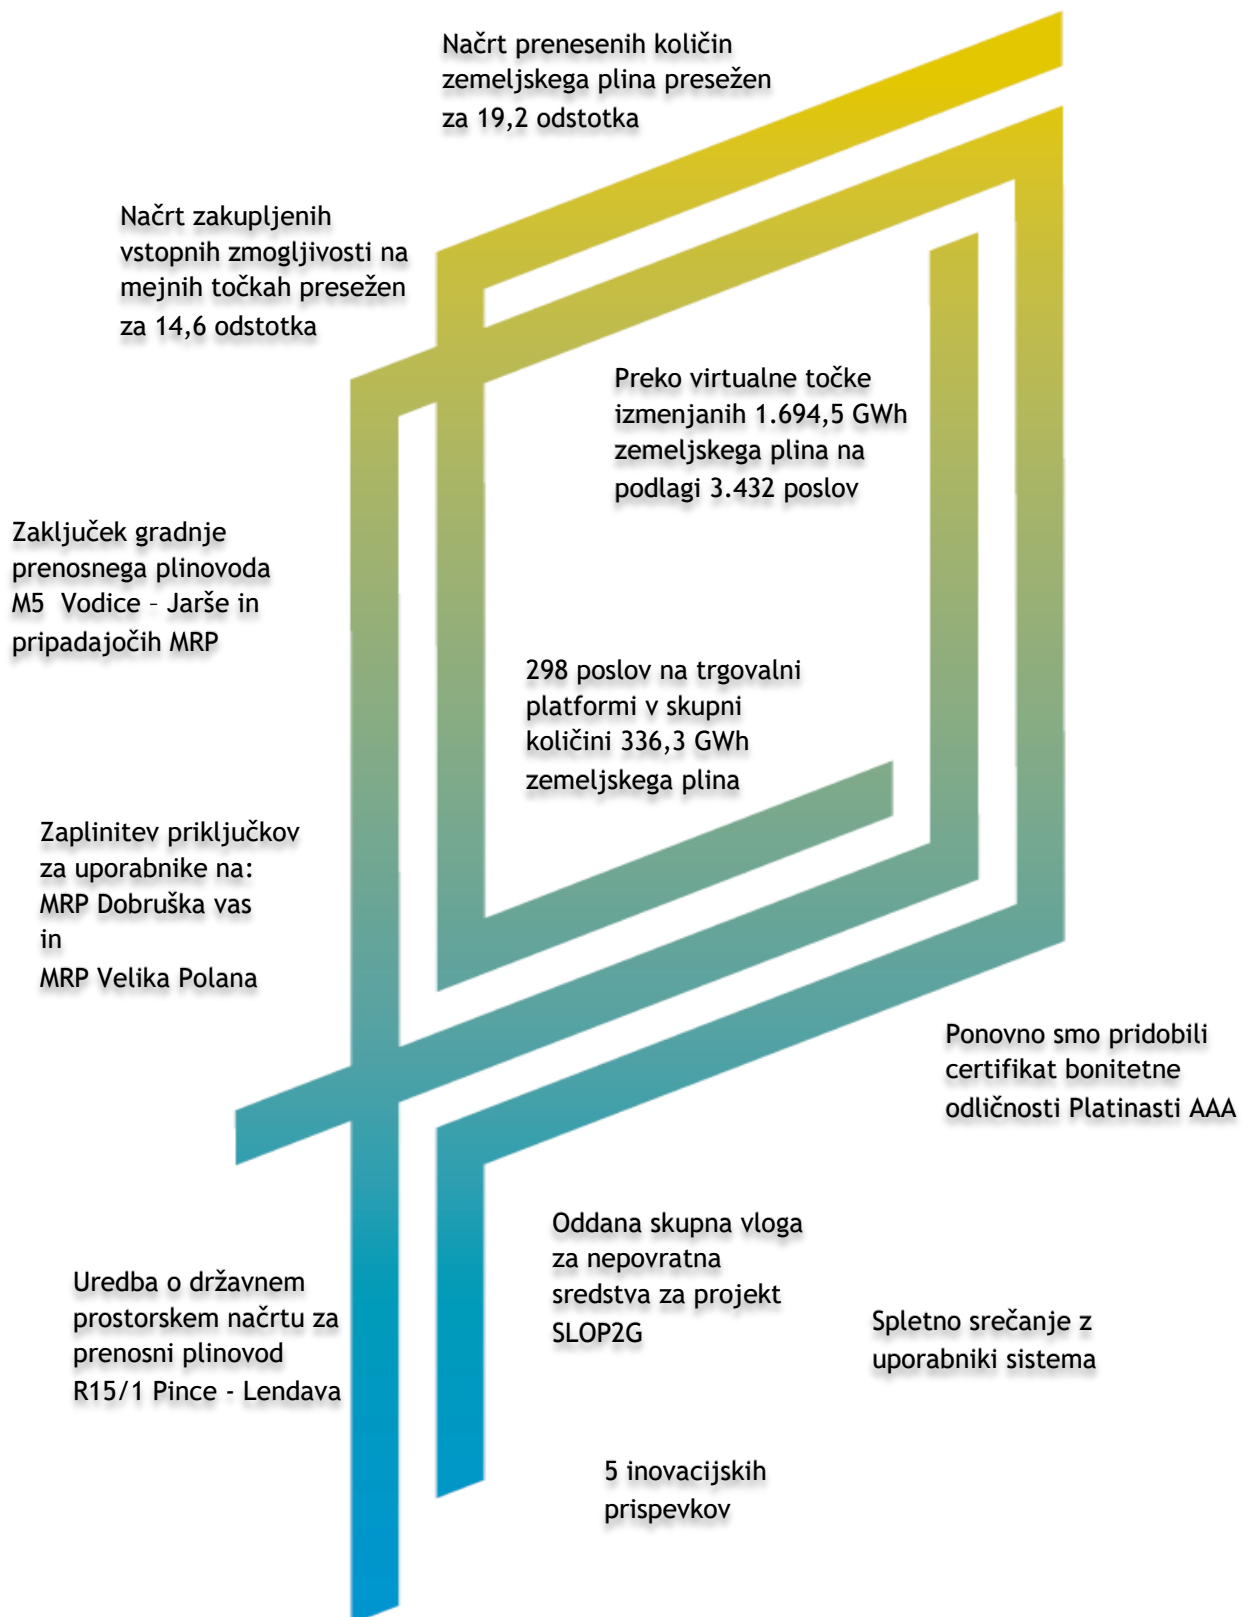 Načrt prenesenih količin
zemeljskega plina presežen
za 19,2 odstotka
Načrt zakupljenih
vstopnih zmogljivosti na
mejnih točkah presežen
za 14,6 odstotka
Preko virtualne točke
izmenjanih 1.694,5 GWh
zemeljskega plina na
podlagi 3.432 poslov
Zaključek gradnje
prenosnega plinovoda
M5  Vodice – Jarše in
pripadajočih MRP
298 poslov na trgovalni
platformi v skupni
količini 336,3 GWh
zemeljskega plina
Zaplinitev priključkov
za uporabnike na:
MRP Dobruška vas
in
MRP Velika Polana
Ponovno smo pridobili
certifikat bonitetne
odličnosti Platinasti AAA
Oddana skupna vloga
za nepovratna
sredstva za projekt
SLOP2G
Uredba o državnem
prostorskem načrtu za
prenosni plinovod
R15/1 Pince - Lendava
Spletno srečanje z
uporabniki sistema
5 inovacijskih
prispevkov